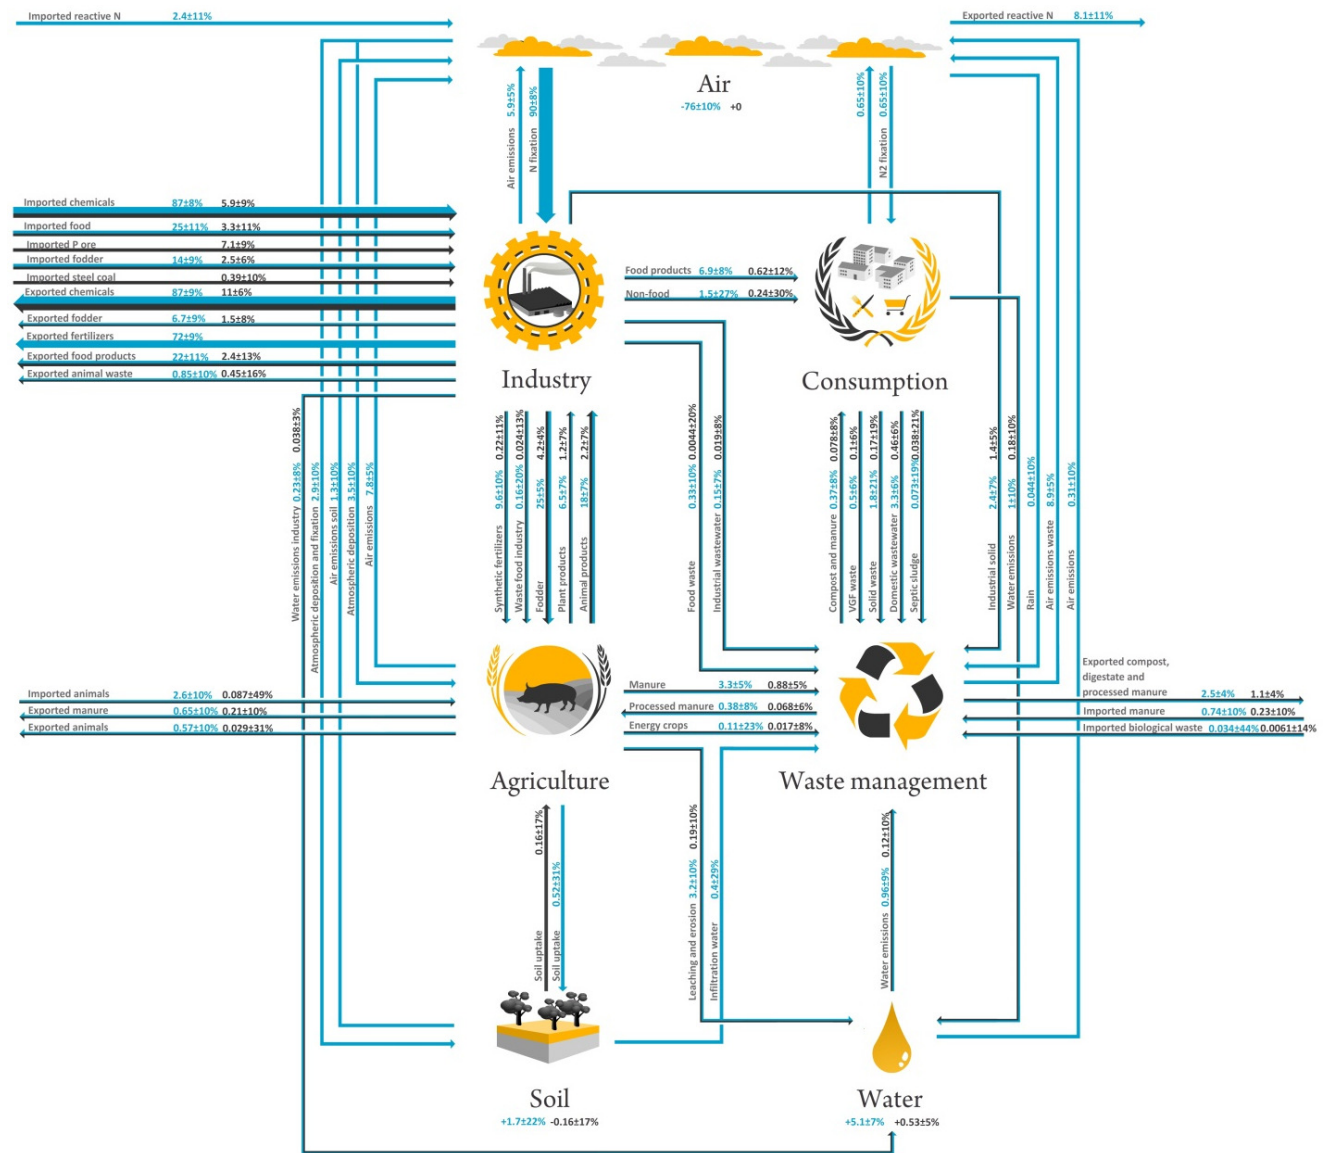 Imported reactive N 2.4±11%
Exported reactive N 8.1±11%
Air
-76±10% +0
Air emissions 5.9±5%
N fixation 90±8%
0.65±10%
N2 fixation 0.65±10%
Imported chemicals 87±8% 5.9±9%
Imported food 25±11% 3.3±11%
Imported P ore 7.1±9%
Imported fodder 14±9% 2.5±6%
Imported steel coal 0.39±10%
Exported chemicals 87±9% 11±6%
Exported fodder 6.7±9% 1.5±8%
Exported fertilizers 72±9%
Exported food products 22±11% 2.4±13%
Exported animal waste 0.85±10% 0.45±16%
Food products 6.9±8% 0.62±12%
Non-food 1.5±27% 0.24±30%
Industry
Consumption
Water emissions industry 0.23±8% 0.038±3%
Atmospheric deposition and fixation 2.9±10%
Air emissions soil 1.3±10%
Atmospheric deposition 3.5±10%
Air emissions 7.8±5%
Synthetic fertilizers 9.6±10% 0.22±11%
Waste food industry 0.16±20% 0.024±13%
Fodder 25±5% 4.2±4%
Plant products 6.5±7% 1.2±7%
Animal products 18±7% 2.2±7%
Food waste 0.33±10% 0.0044±20%
Industrial wastewater 0.15±7% 0.019±8%
Compost and manure 0.37±8% 0.078±8%
VGF waste 0.5±6% 0.1±6%
Solid waste 1.8±21% 0.17±19%
Domestic wastewater 3.3±6% 0.46±6%
Septic sludge 0.073±19% 0.038±21%
Industrial solid 2.4±7% 1.4±5%
Water emissions 1±10% 0.18±10%
Rain 0.044±10%
Air emissions waste 8.9±5%
Air emissions 0.31±10%
Imported animals 2.6±10% 0.087±49%
Exported manure 0.65±10% 0.21±10%
Exported animals 0.57±10% 0.029±31%
Manure 3.3±5% 0.88±5%
Processed manure 0.38±8% 0.068±6%
Energy crops 0.11±23% 0.017±8%
Exported compost,
digestate and
processed manure 2.5±4% 1.1±4%
Imported manure 0.74±10% 0.23±10%
Imported biological waste 0.034±44% 0.0061±14%
Agriculture
Waste management
Soil uptake 0.16±17%
Soil uptake 0.52±31%
Leaching and erosion 3.2±10% 0.19±10%
Infiltration water 0.4±29%
Water emissions 0.96±9% 0.12±10%
Soil
+1.7±22% -0.16±17%
Water
+5.1±7% +0.53±5%